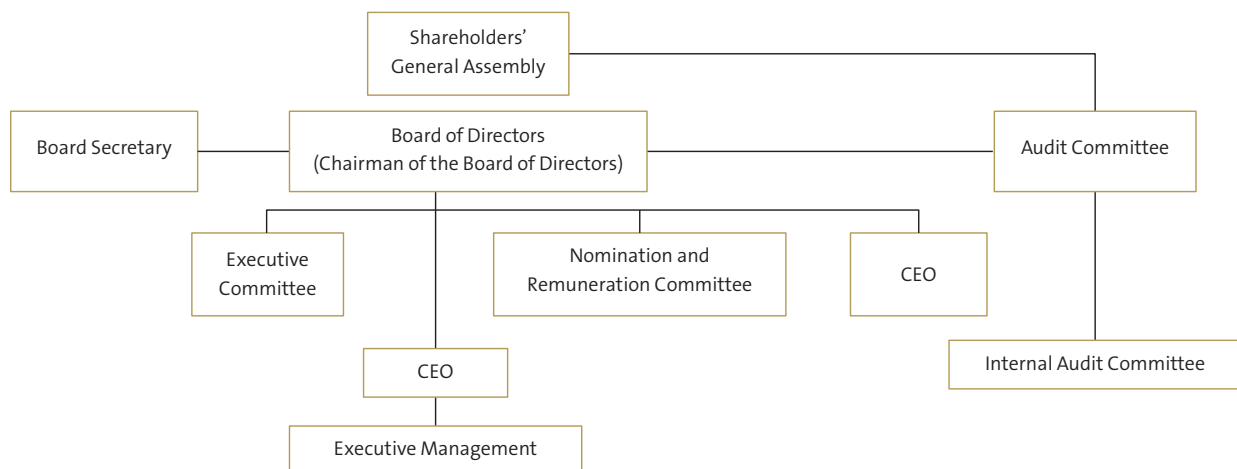 Shareholders’
General Assembly
Board Secretary
Board of Directors
(Chairman of the Board of Directors)
Audit Committee
Executive
Committee
Nomination and
Remuneration Committee
CEO
CEO
Internal Audit Committee
Executive Management